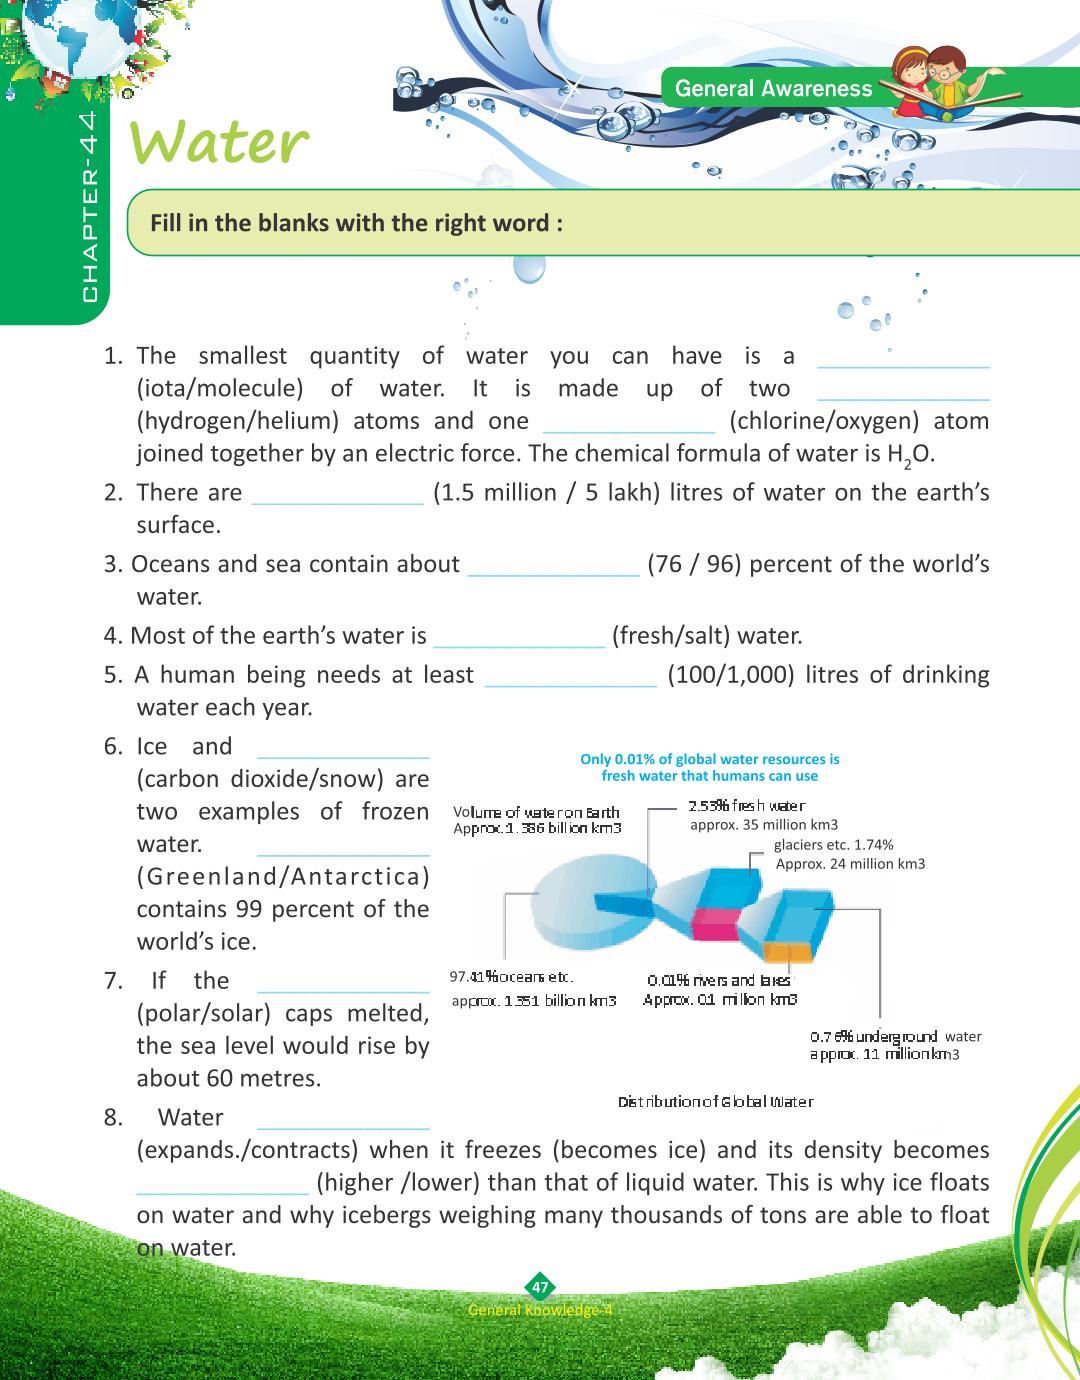 General Awareness
CHAPTER-44
Water
Fill in the blanks with the right word :
1. The smallest quantity of water you can have is a _____________
(iota/molecule) of water. It is made up of two _____________
(hydrogen/helium) atoms and one _____________ (chlorine/oxygen) atom
joined together by an electric force. The chemical formula of water is H2O.
2. There are _____________ (1.5 million / 5 lakh) litres of water on the earth’s
surface.
3. Oceans and sea contain about _____________ (76 / 96) percent of the world’s
water.
4. Most of the earth’s water is _____________ (fresh/salt) water.
5. A human being needs at least _____________ (100/1,000) litres of drinking
water each year.
6. Ice and _____________
(carbon dioxide/snow) are
two examples of frozen
water. _____________
(Greenland/Antarctica)
contains 99 percent of the
world’s ice.
7. If the _____________
(polar/solar) caps melted,
the sea level would rise by
about 60 metres.
8. Water _____________
(expands./contracts) when it freezes (becomes ice) and its density becomes
_____________ (higher /lower) than that of liquid water. This is why ice floats
on water and why icebergs weighing many thousands of tons are able to float
on water.
Only 0.01% of global water resources is
fresh water that humans can use
Volume of water on Earth
Approx. 1.386 billion km3
2.53% fresh water
approx. 35 million km3
glaciers etc. 1.74%
Approx. 24 million km3
97.41% oceans etc.
approx. 1.351 billion km3
0.01% rivers and lakes
Approx. 0.1 million km3
0.76% underground water
approx. 11 million km3
Distribution of Global Water
47
General Knowledge-4